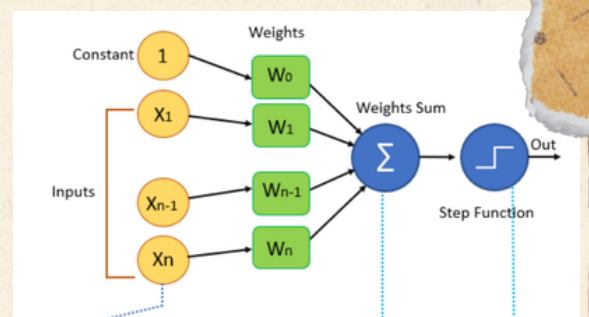 Weights
Constant
1
W0
Weights Sum
X1
W1
Σ
Out
Inputs
Xn-1
Wn-1
Step Function
Xn
Wn